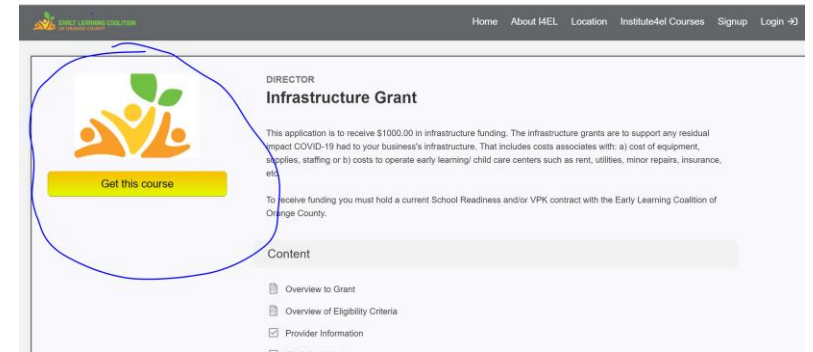 EARLY LEARNING COALITION
OF ORANGE COUNTY
Home About I4EL Location Institute4el Courses Signup Login
DIRECTOR
Infrastructure Grant
This application is to receive $1000.00 in infrastructure funding. The infrastructure grants are to support any residual
impact COVID-19 had to your business's infrastructure. That includes costs associates with: a) cost of equipment,
supplies, staffing or b) costs to operate early learning/ child care centers such as rent, utilities, minor repairs, insurance,
etc
To receive funding you must hold a current School Readiness and/or VPK contract with the Early Learning Coalition of
Orange County.
Get this course
Content
Overview to Grant
Overview of Eligibility Criteria
Provider Information